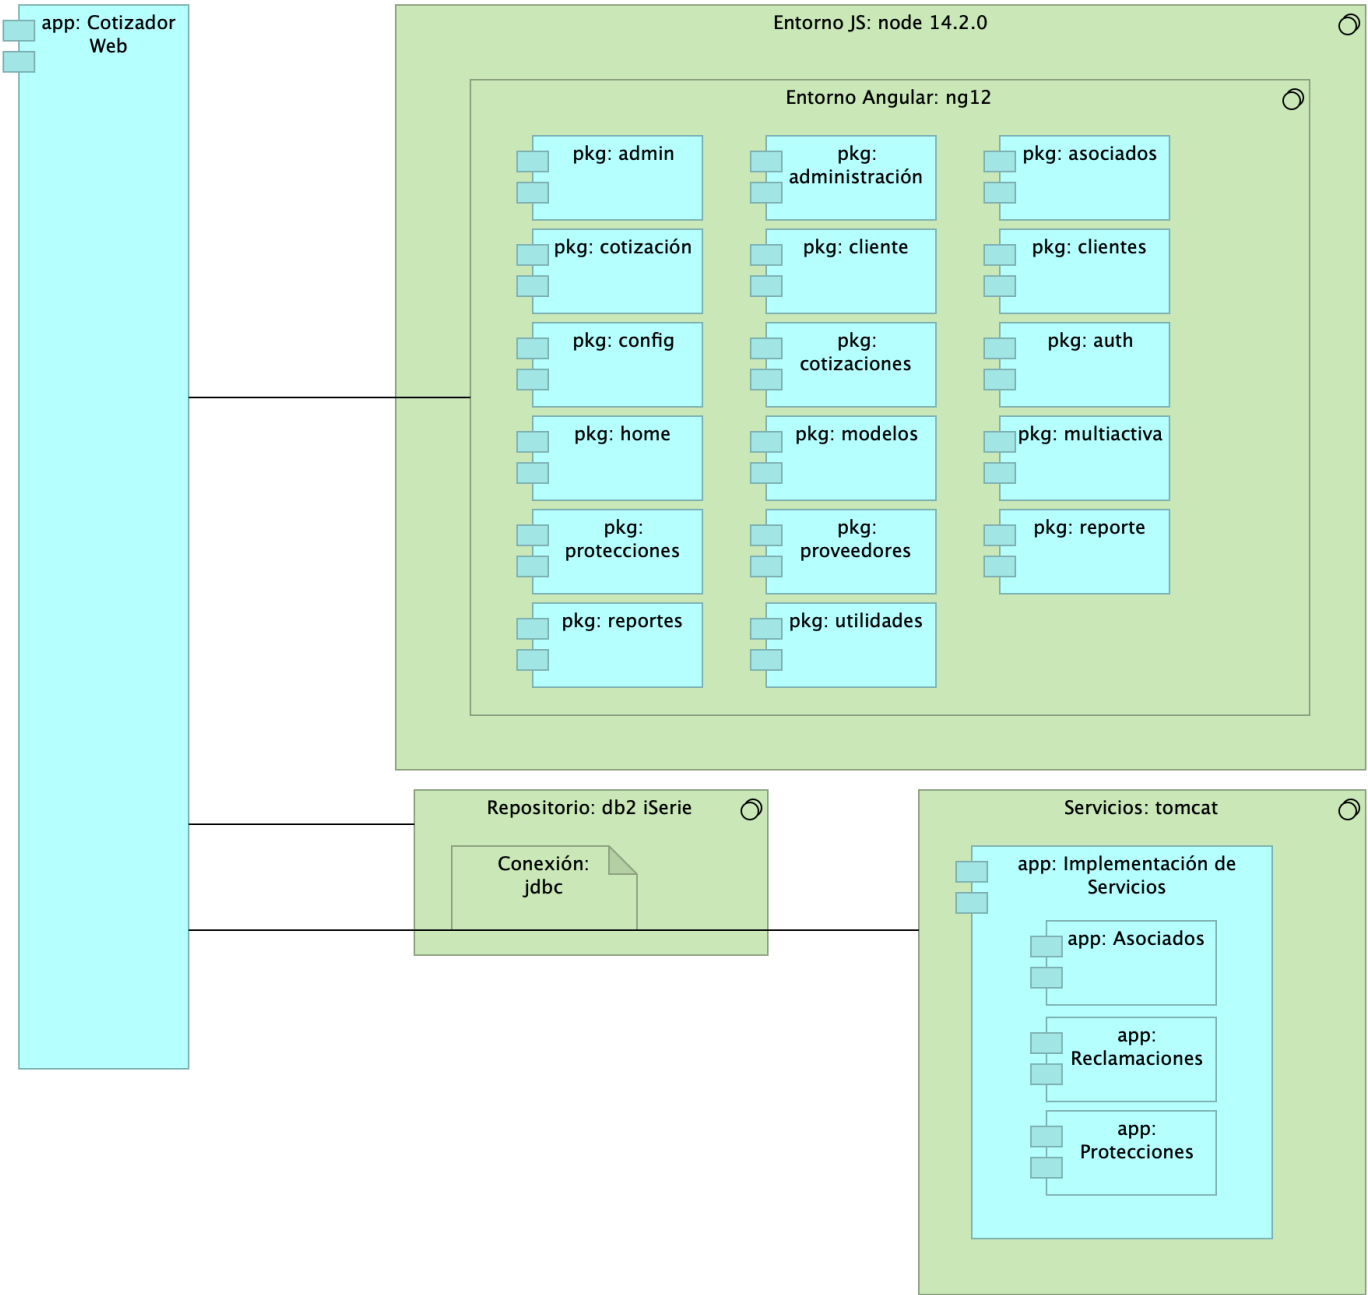 app: Cotizador
Web
Entorno JS: node 14.2.0
Entorno Angular: ng12
pkg: admin
pkg:
administración
pkg: asociados
pkg: cotización
pkg: cliente
pkg: clientes
pkg: config
pkg:
cotizaciones
pkg: auth
pkg: home
pkg: modelos
pkg: multiactiva
pkg:
protecciones
pkg:
proveedores
pkg: reporte
pkg: reportes
pkg: utilidades
Repositorio: db2 iSerie
Conexión:
jdbc
Servicios: tomcat
app: Implementación de
Servicios
app: Asociados
app:
Reclamaciones
app:
Protecciones